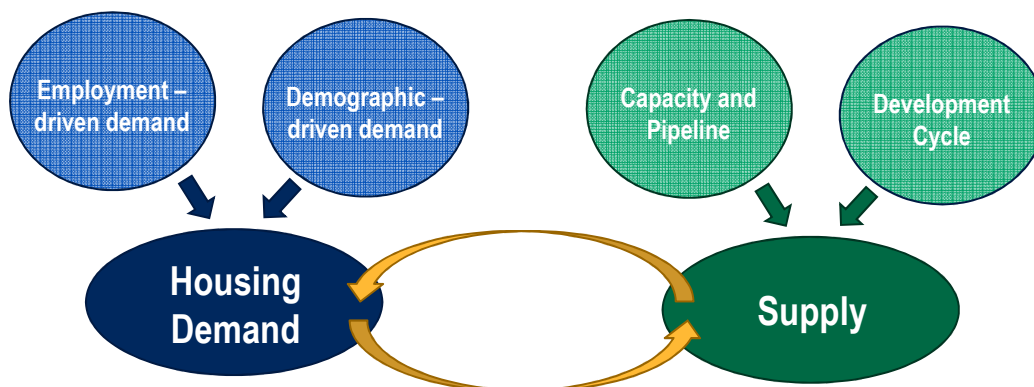 Employment –
driven demand
Demographic –
driven demand
Capacity and
Pipeline
Development
Cycle
Housing
Demand
Supply